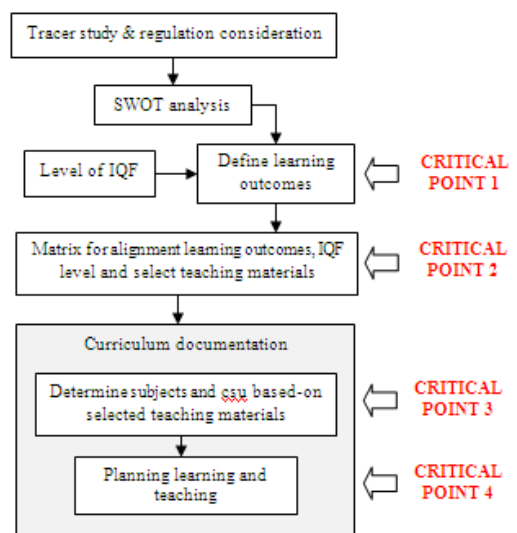 Tracer study & regulation consideration
SWOT analysis
Level of IQF
Define learning
outcomes
CRITICAL
POINT 1
Matrix for alignment learning outcomes, IQF
level and select teaching materials
CRITICAL
POINT 2
Curriculum documentation
Determine subjects and csu based-on
selected teaching materials
CRITICAL
POINT 3
Planning learning and
teaching
CRITICAL
POINT 4